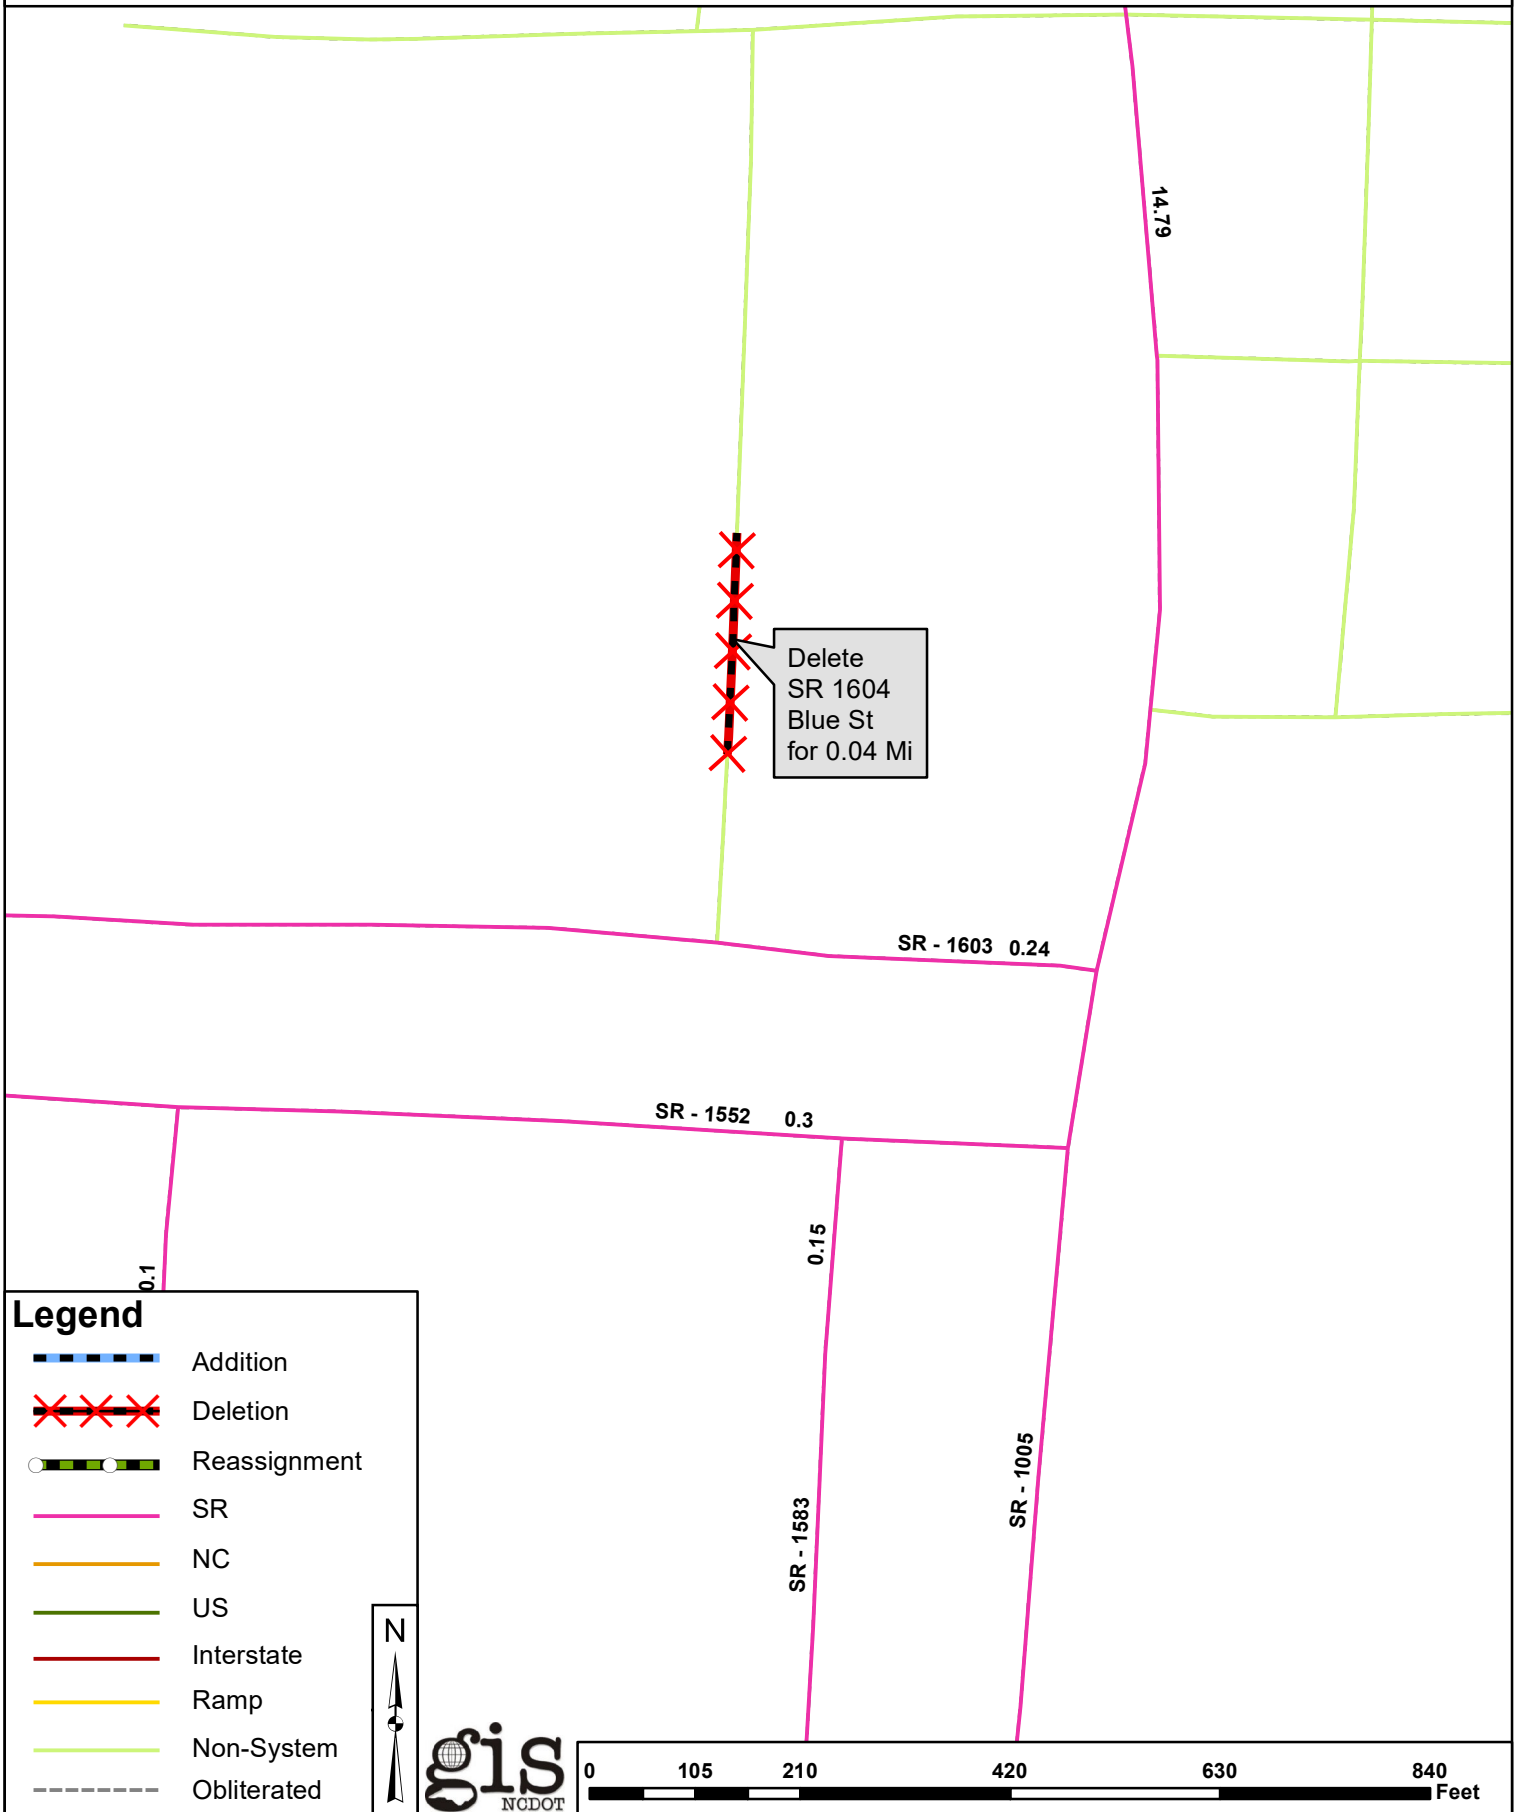 14.79
Delete
SR 1604
Blue St
for 0.04 Mi
SR - 1603 0.24
SR - 1552 0.3
0.15
0.1
SR - 1583
SR - 1005
Legend
Addition
Deletion
Reassignment
SR
NC
US
Interstate
Ramp
Non-System
Obliterated
N
gis
NCDOT
0 105 210 420 630 840
Feet